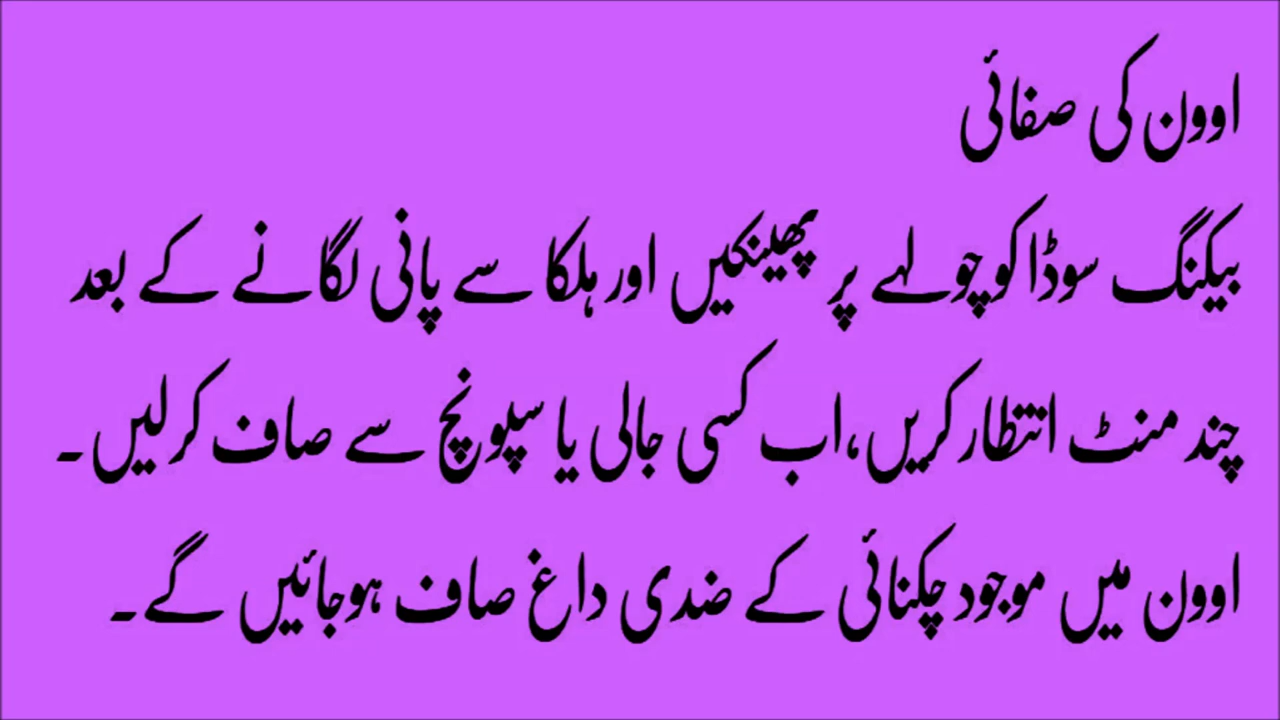 اوون کی صفائی
بیکنگ سوڈا کو چولہے پر پھینکیں اور ہلکا سے پانی لگانے کے بعد
چند منٹ انتظار کریں، اب کسی جالی یا سپونچ سے صاف کرلیں۔
اوون میں موجود چکنائی کے ضدی داغ صاف ہوجائیں گے۔